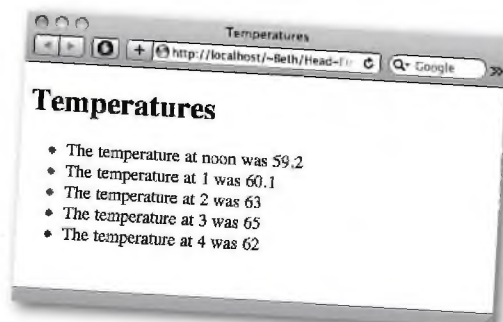 Temperatures
http://localhost/~Beth/Head-Fi
Google
Temperatures
The temperature at noon was 59.2
The temperature at 1 was 60.1
The temperature at 2 was 63
The temperature at 3 was 65
The temperature at 4 was 62